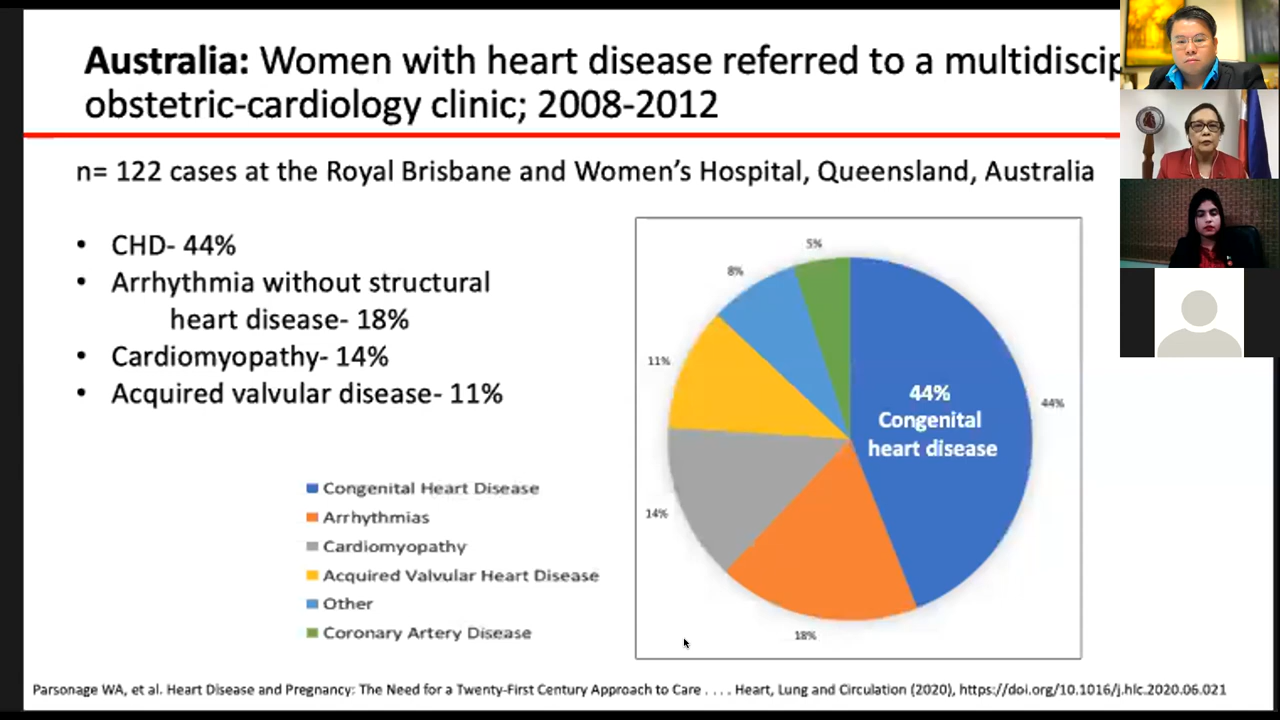 Australia: Women with heart disease referred to a
obstetric-cardiology clinic; 2008-2012
n= 122 cases at the Royal Brisbane and Women's Hospital, Queensland, Australia
• CHD- 44%
• Arrhythmia without structural
heart disease- 18%
• Cardiomyopathy- 14%
• Acquired valvular disease- 11%
Congenital Heart Disease
Arrhythmias
Cardiomyopathy
Acquired Valvular Heart Disease
Other
Coronary Artery Disease
5%
8%
11%
44%
Congenital
heart disease
44%
14%
18%
Parsonage WA, et al. Heart Disease and Pregnancy: The Need for a Twenty-First Century Approach to Care . . . . Heart, Lung and Circulation (2020), https://doi.org/10.1016/j.hlc.2020.06.021